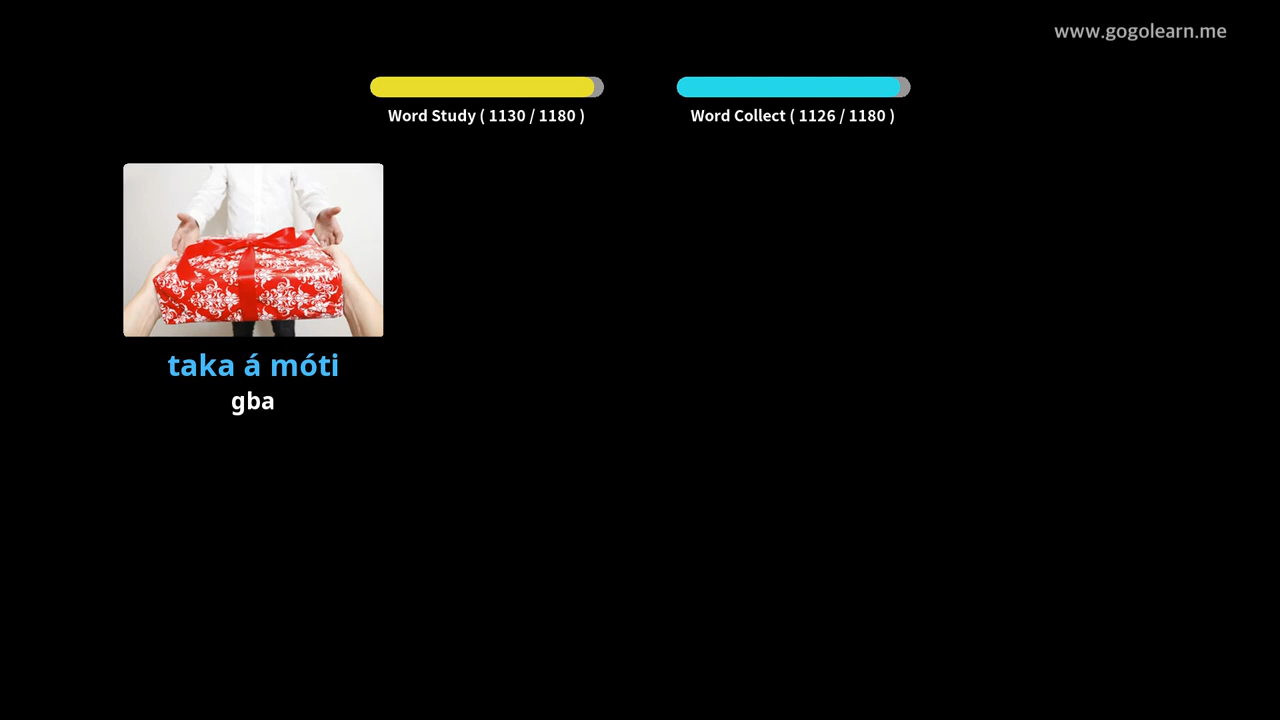 www.gogolearn.me
Word Study ( 1130 / 1180 )
Word Collect ( 1126 / 1180 )
taka á móti
gba